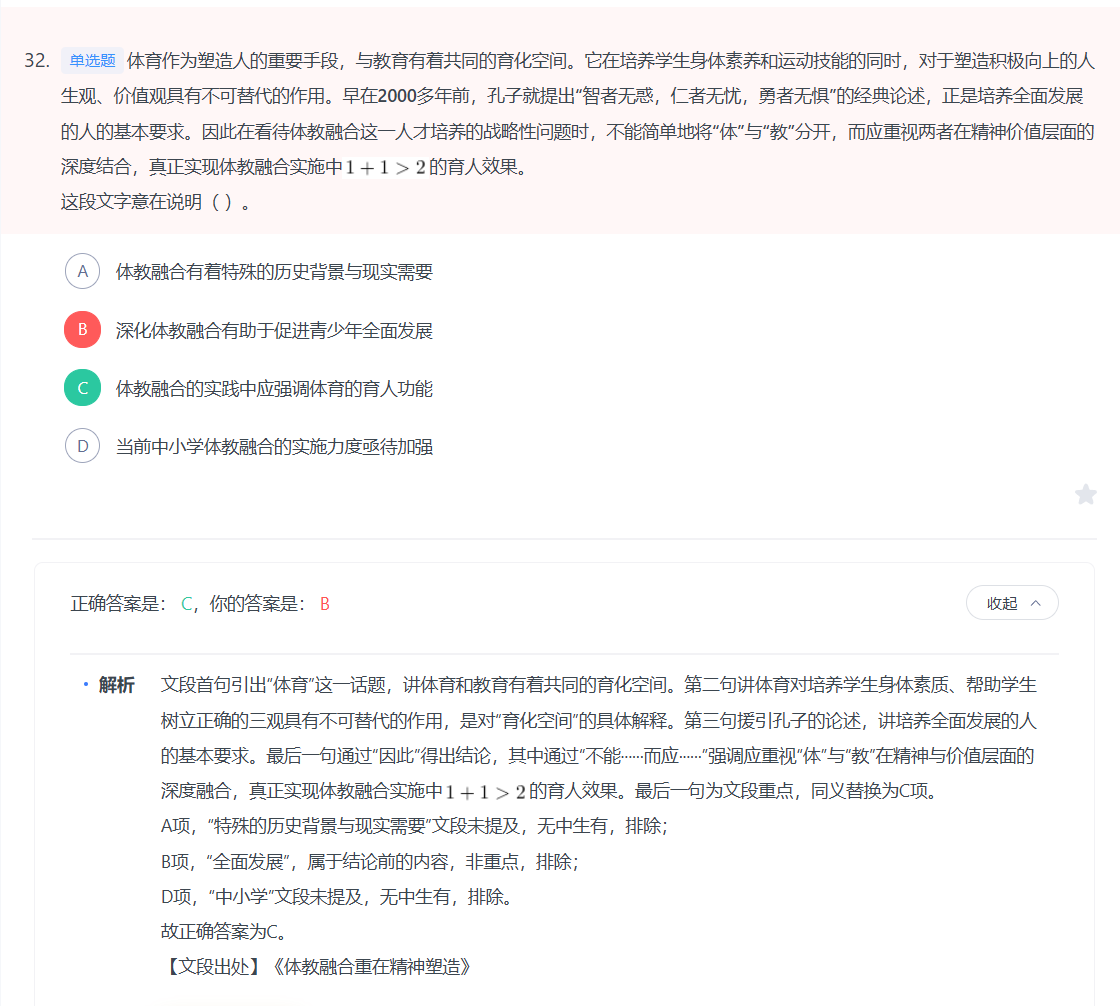 32. 单选题 体育作为塑造人的重要手段，与教育有着共同的育化空间。它在培养学生身体素养和运动技能的同时，对于塑造积极向上的人
生观、价值观具有不可替代的作用。早在2000多年前，孔子就提出“智者无惑，仁者无忧，勇者无惧”的经典论述，正是培养全面发展
的人的基本要求。因此在看待体教融合这一人才培养的战略性问题时，不能简单地将“体”与“教”分开，而应重视两者在精神价值层面的
深度结合，真正实现体教融合实施中1+1>2的育人效果。
这段文字意在说明（ ）。
A 体教融合有着特殊的历史背景与现实需要
B 深化体教融合有助于促进青少年全面发展
C 体教融合的实践中应强调体育的育人功能
D 当前中小学体教融合的实施力度亟待加强
正确答案是： C，你的答案是： B
收起
· 解析 文段首句引出“体育”这一话题，讲体育和教育有着共同的育化空间。第二句讲体育对培养学生身体素质、帮助学生
树立正确的三观具有不可替代的作用，是对“育化空间”的具体解释。第三句援引孔子的论述，讲培养全面发展的人
的基本要求。最后一句通过“因此”得出结论，其中通过“不能……而应……”强调应重视“体”与“教”在精神与价值层面的
深度融合，真正实现体教融合实施中1+1>2的育人效果。最后一句为文段重点，同义替换为C项。
A项，“特殊的历史背景与现实需要”文段未提及，无中生有，排除；
B项，“全面发展”，属于结论前的内容，非重点，排除；
D项，“中小学”文段未提及，无中生有，排除。
故正确答案为C。
【文段出处】《体教融合重在精神塑造》